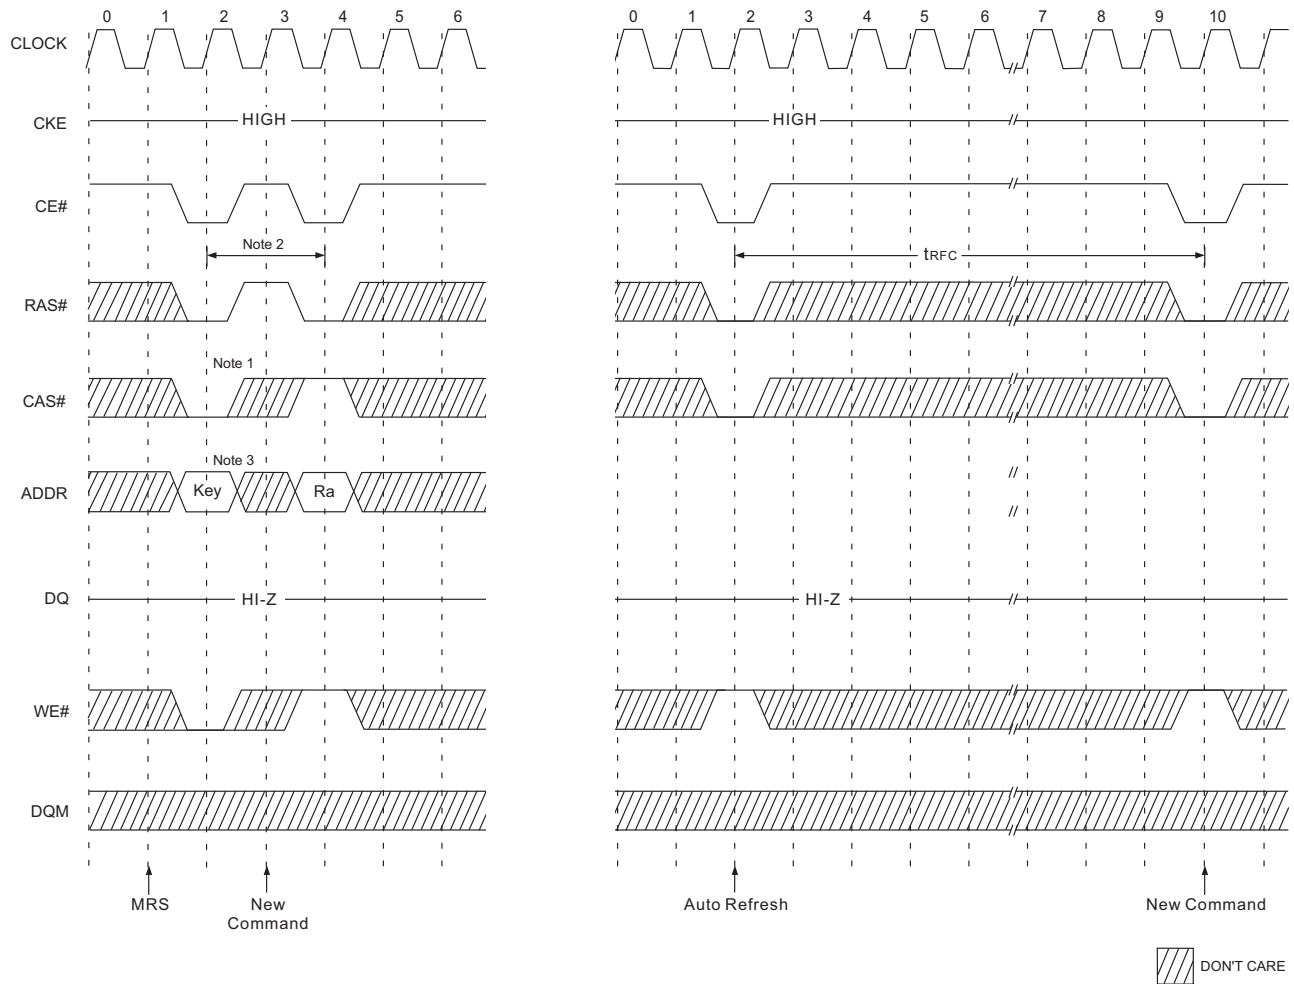 0 1 2 3 4 5 6 0 1 2 3 4 5 6 7 8 9 10
CLOCK
CKE HIGH HIGH
CE#
Note 2 tRFC
RAS#
Note 1
CAS#
Note 3
ADDR Key Ra
DQ HI-Z HI-Z
WE#
DQM
MRS New Command Auto Refresh New Command
DON'T CARE